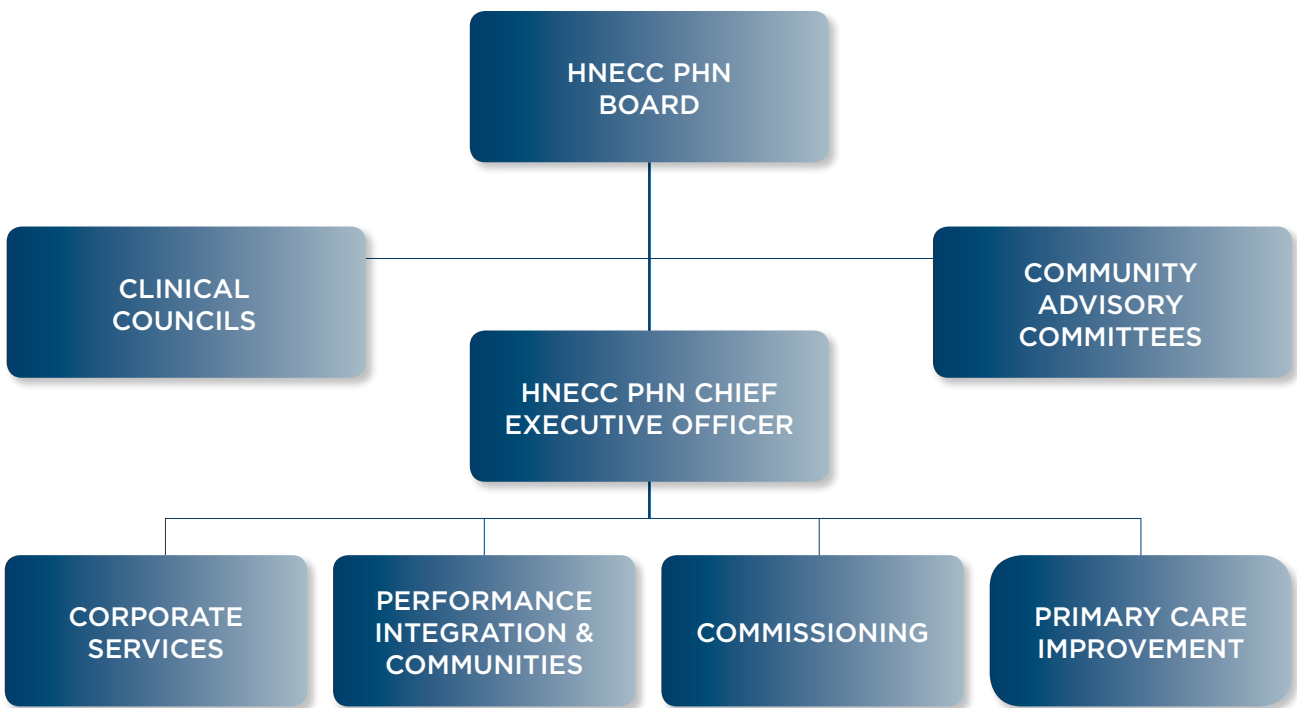 HNECC PHN
BOARD
CLINICAL
COUNCILS
COMMUNITY
ADVISORY
COMMITTEES
HNECC PHN CHIEF
EXECUTIVE OFFICER
CORPORATE
SERVICES
PERFORMANCE
INTEGRATION &
COMMUNITIES
COMMISSIONING
PRIMARY CARE
IMPROVEMENT